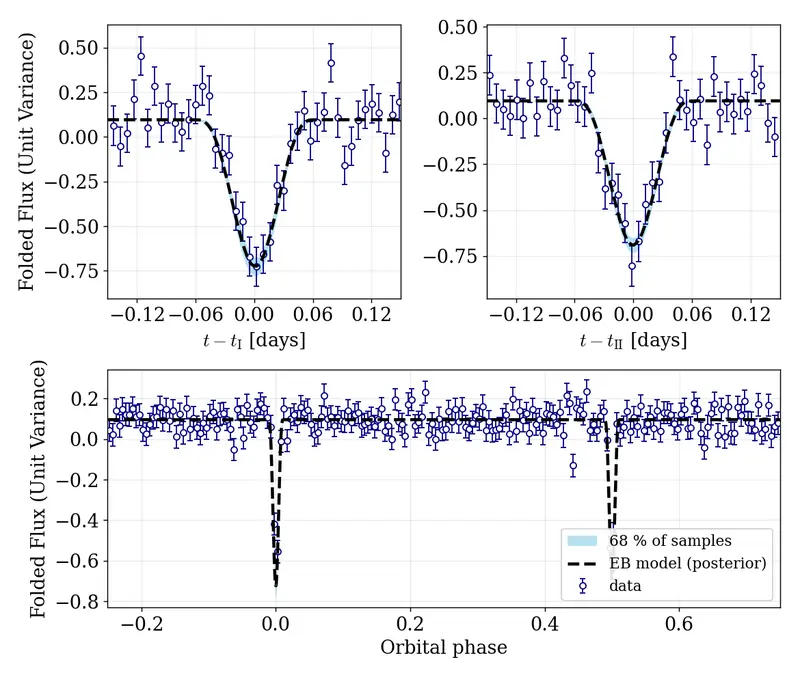 Folded Flux (Unit Variance)
0.50
0.25
0.00
−0.25
−0.50
−0.75
−0.12 −0.06 0.00 0.06 0.12
t − t_I [days]
0.50
0.25
0.00
−0.25
−0.50
−0.75
−0.12 −0.06 0.00 0.06 0.12
t − t_II [days]
Folded Flux (Unit Variance)
0.2
0.0
−0.2
−0.4
−0.6
−0.8
−0.2 0.0 0.2 0.4 0.6
Orbital phase
68 % of samples
EB model (posterior)
data